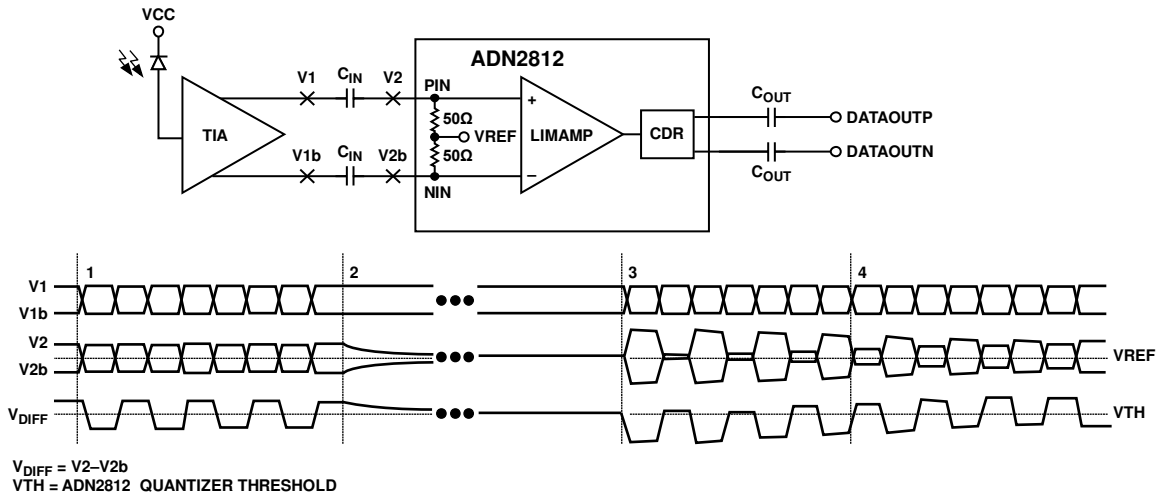 VCC
ADN2812
V1 CIN V2 PIN
COUT
50Ω
TIA VREF LIMAMP + CDR DATAOUTP
50Ω
V1b CIN V2b – DATAOUTN
NIN COUT
1 2 3 4
V1
V1b
V2
VREF
V2b
VDIFF VTH
VDIFF = V2–V2b
VTH = ADN2812 QUANTIZER THRESHOLD